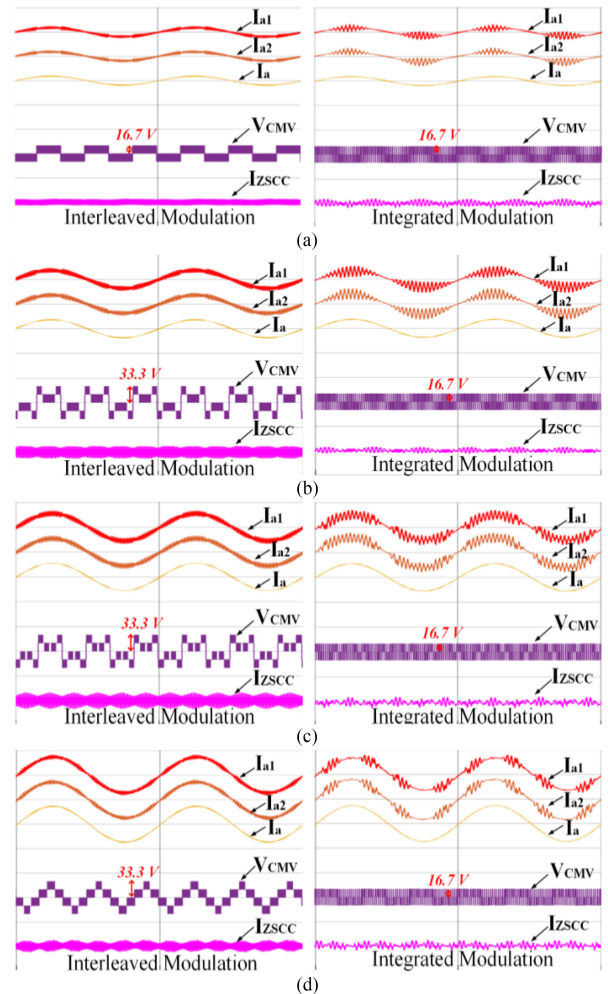 Ia1
Ia2
Ia
16.7 V
VCMV
IZSCC
Interleaved Modulation
Ia1
Ia2
Ia
VCMV
16.7 V
IZSCC
Integrated Modulation
(a)
Ia1
Ia2
Ia
33.3 V
VCMV
IZSCC
Interleaved Modulation
Ia1
Ia2
Ia
16.7 V
VCMV
IZSCC
Integrated Modulation
(b)
Ia1
Ia2
Ia
33.3 V
VCMV
IZSCC
Interleaved Modulation
Ia1
Ia2
Ia
16.7 V
VCMV
IZSCC
Integrated Modulation
(c)
Ia1
Ia2
Ia
33.3 V
VCMV
IZSCC
Interleaved Modulation
Ia1
Ia2
Ia
16.7 V
VCMV
IZSCC
Integrated Modulation
(d)